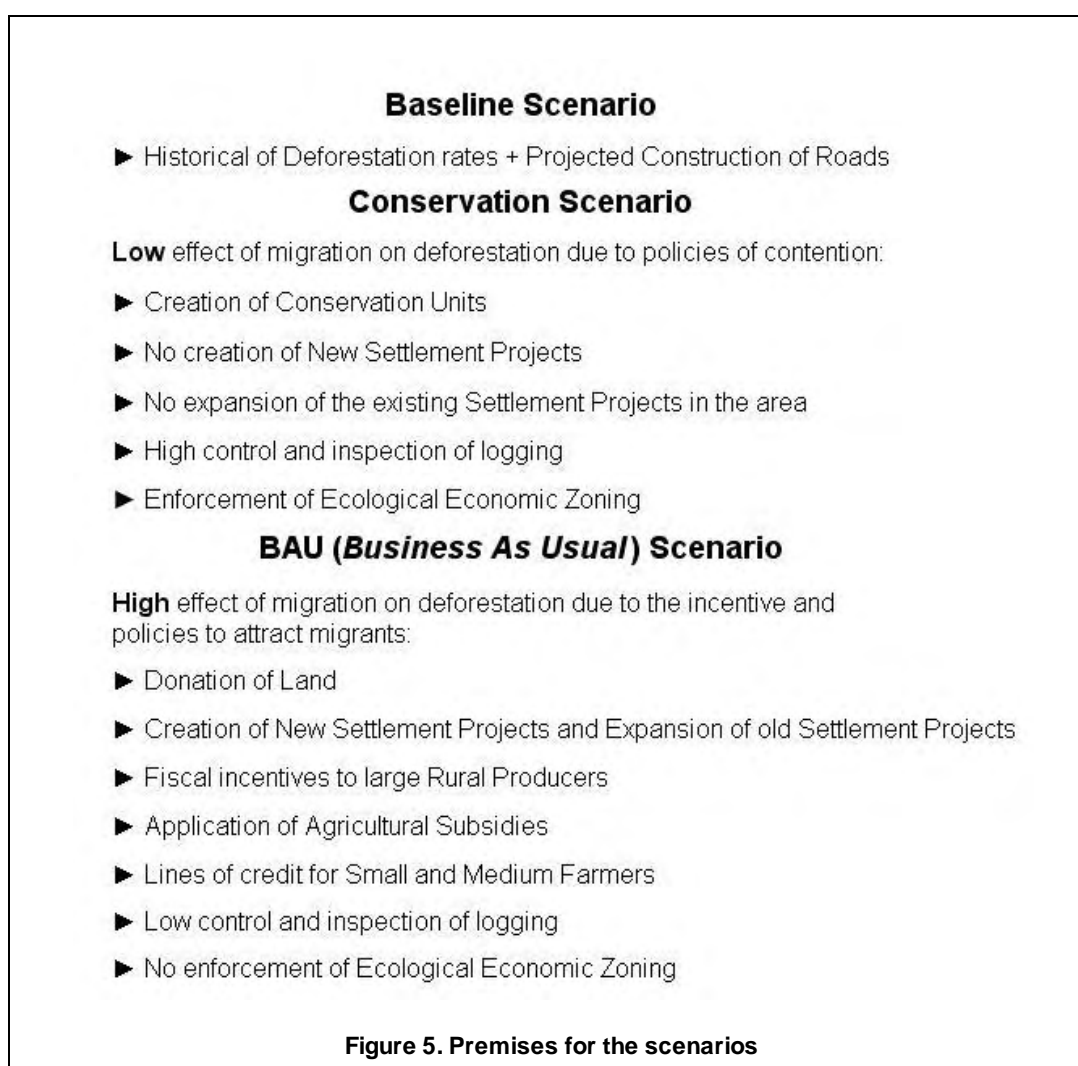 Baseline Scenario
► Historical of Deforestation rates + Projected Construction of Roads
Conservation Scenario
Low effect of migration on deforestation due to policies of contention:
► Creation of Conservation Units
► No creation of New Settlement Projects
► No expansion of the existing Settlement Projects in the area
► High control and inspection of logging
► Enforcement of Ecological Economic Zoning
BAU (Business As Usual) Scenario
High effect of migration on deforestation due to the incentive and
policies to attract migrants:
► Donation of Land
► Creation of New Settlement Projects and Expansion of old Settlement Projects
► Fiscal incentives to large Rural Producers
► Application of Agricultural Subsidies
► Lines of credit for Small and Medium Farmers
► Low control and inspection of logging
► No enforcement of Ecological Economic Zoning
Figure 5. Premises for the scenarios